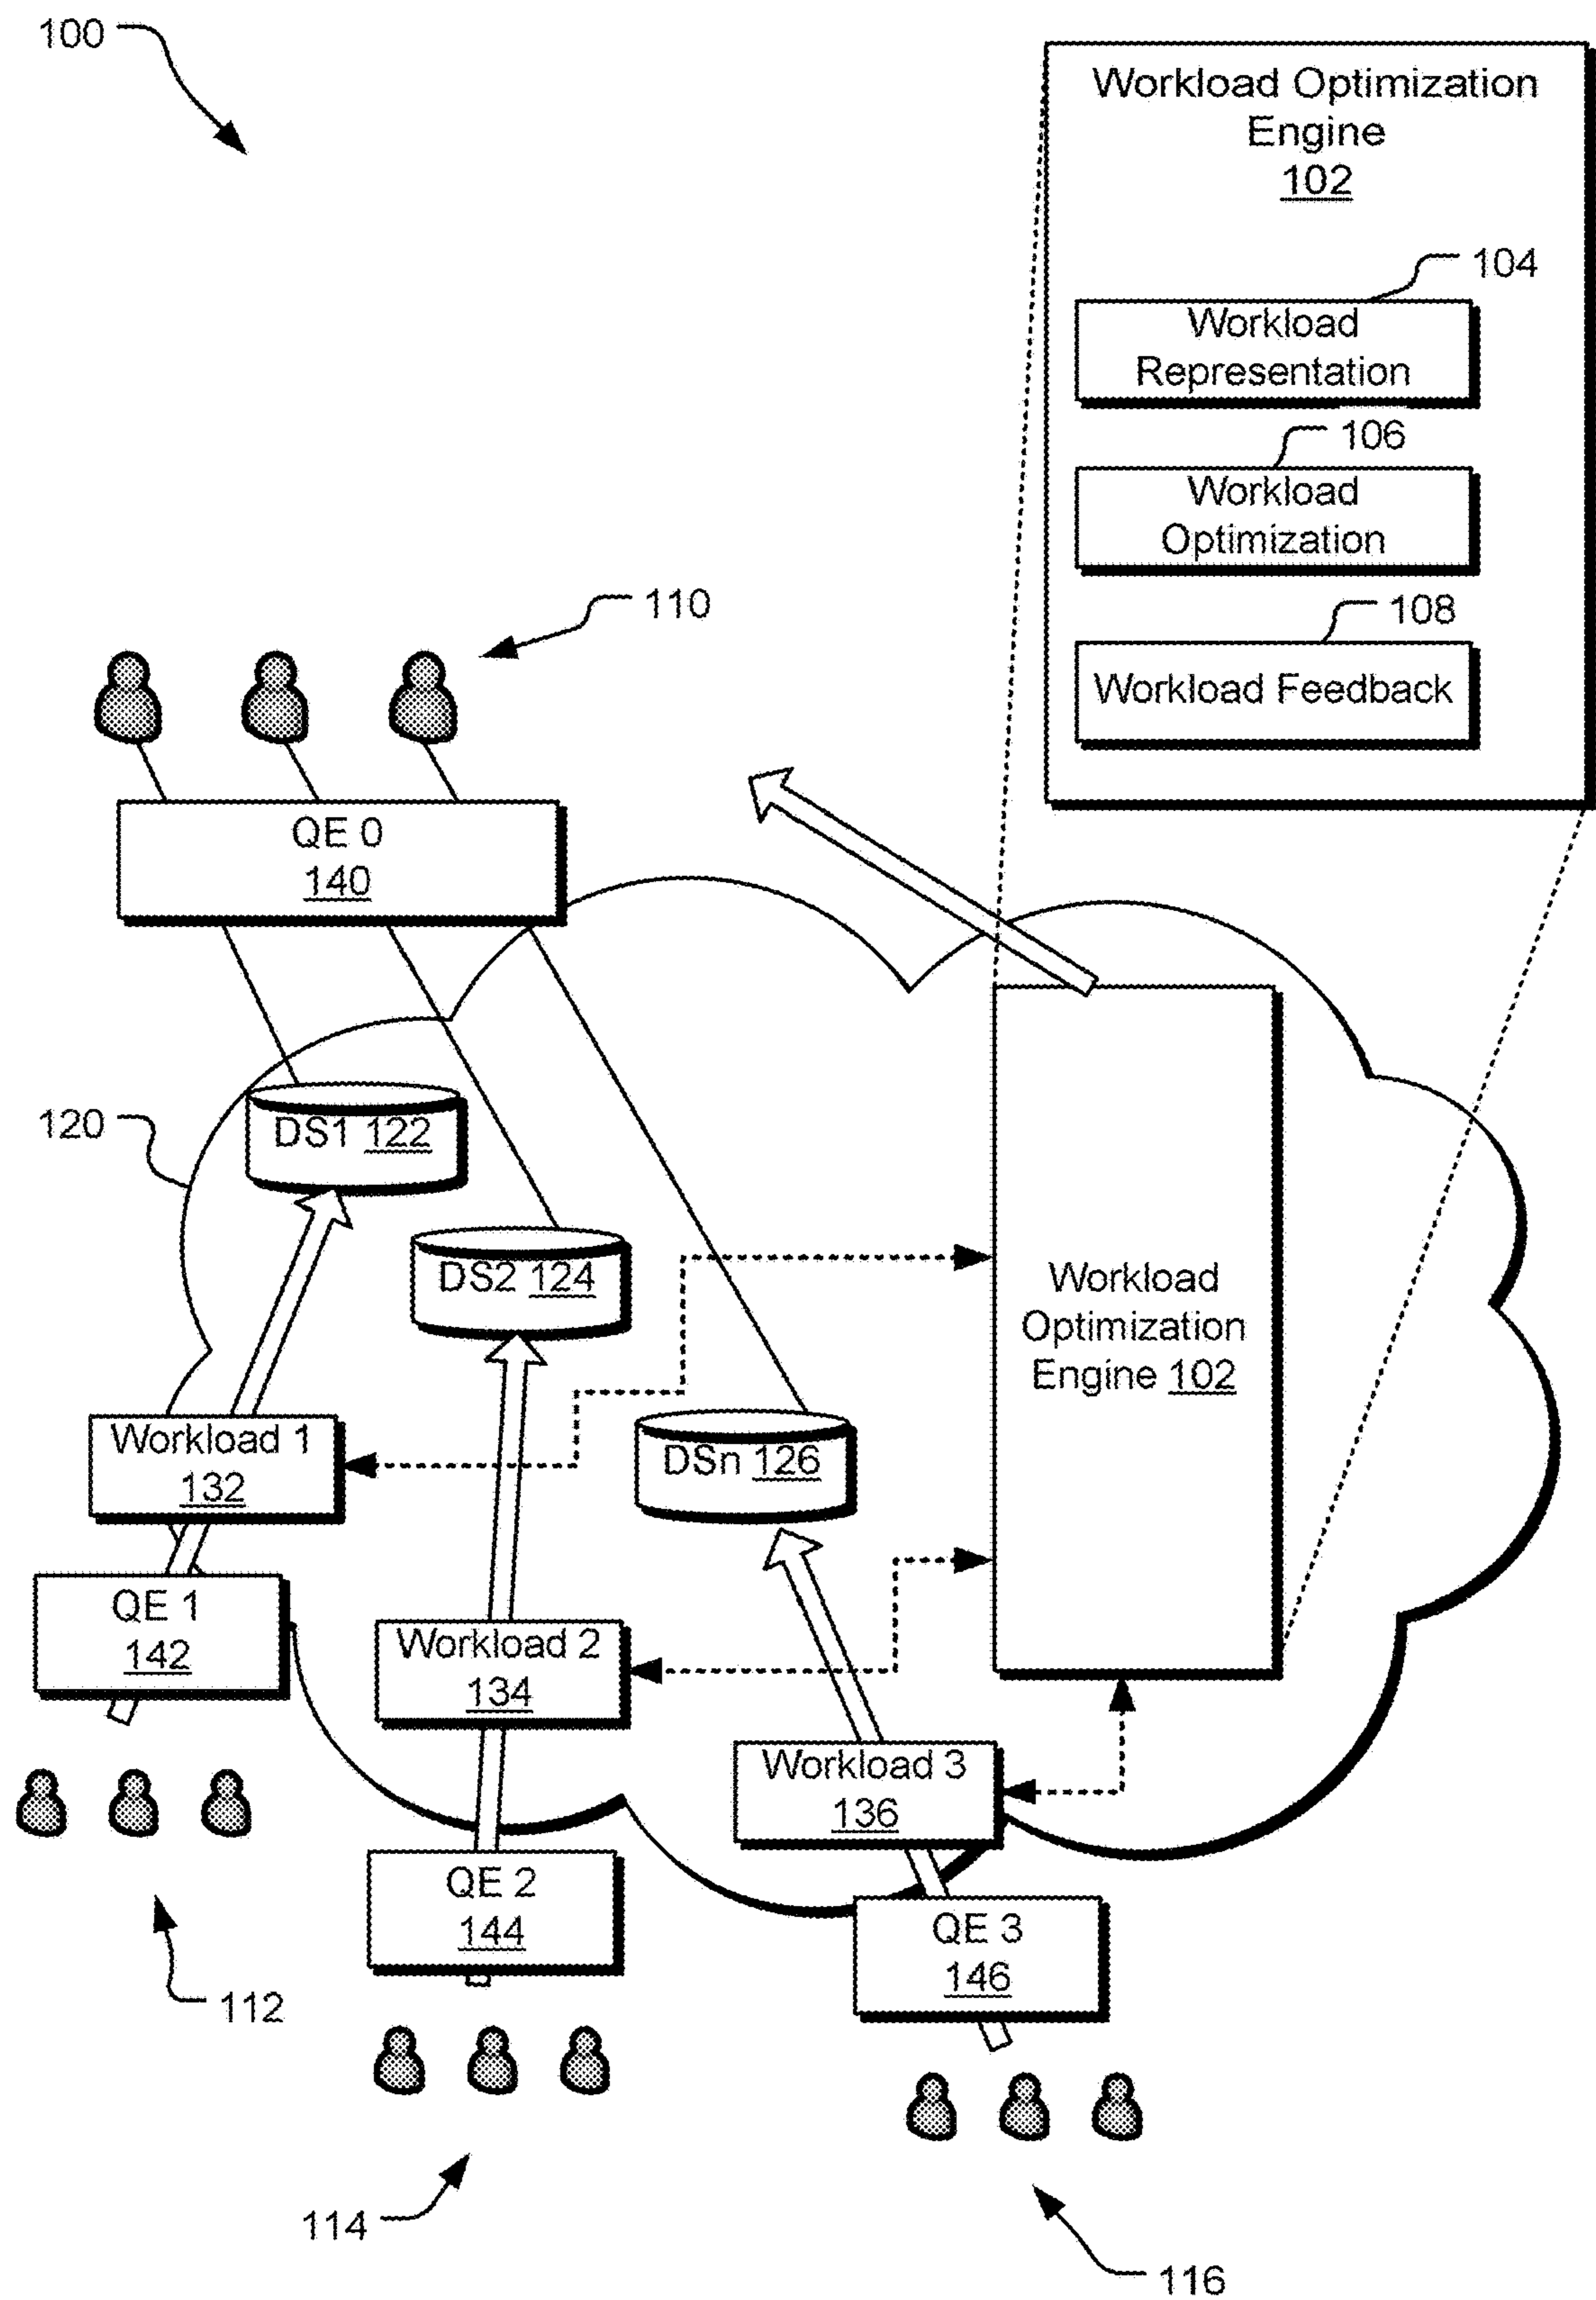 100
Workload Optimization
Engine
102
104
Workload
Representation
106
Workload
Optimization
108
Workload Feedback
110
QE 0
140
120
DS1 122
DS2 124
DSn 126
Workload
Optimization
Engine 102
Workload 1
132
QE 1
142
Workload 2
134
Workload 3
136
QE 2
144
QE 3
146
112
114
116